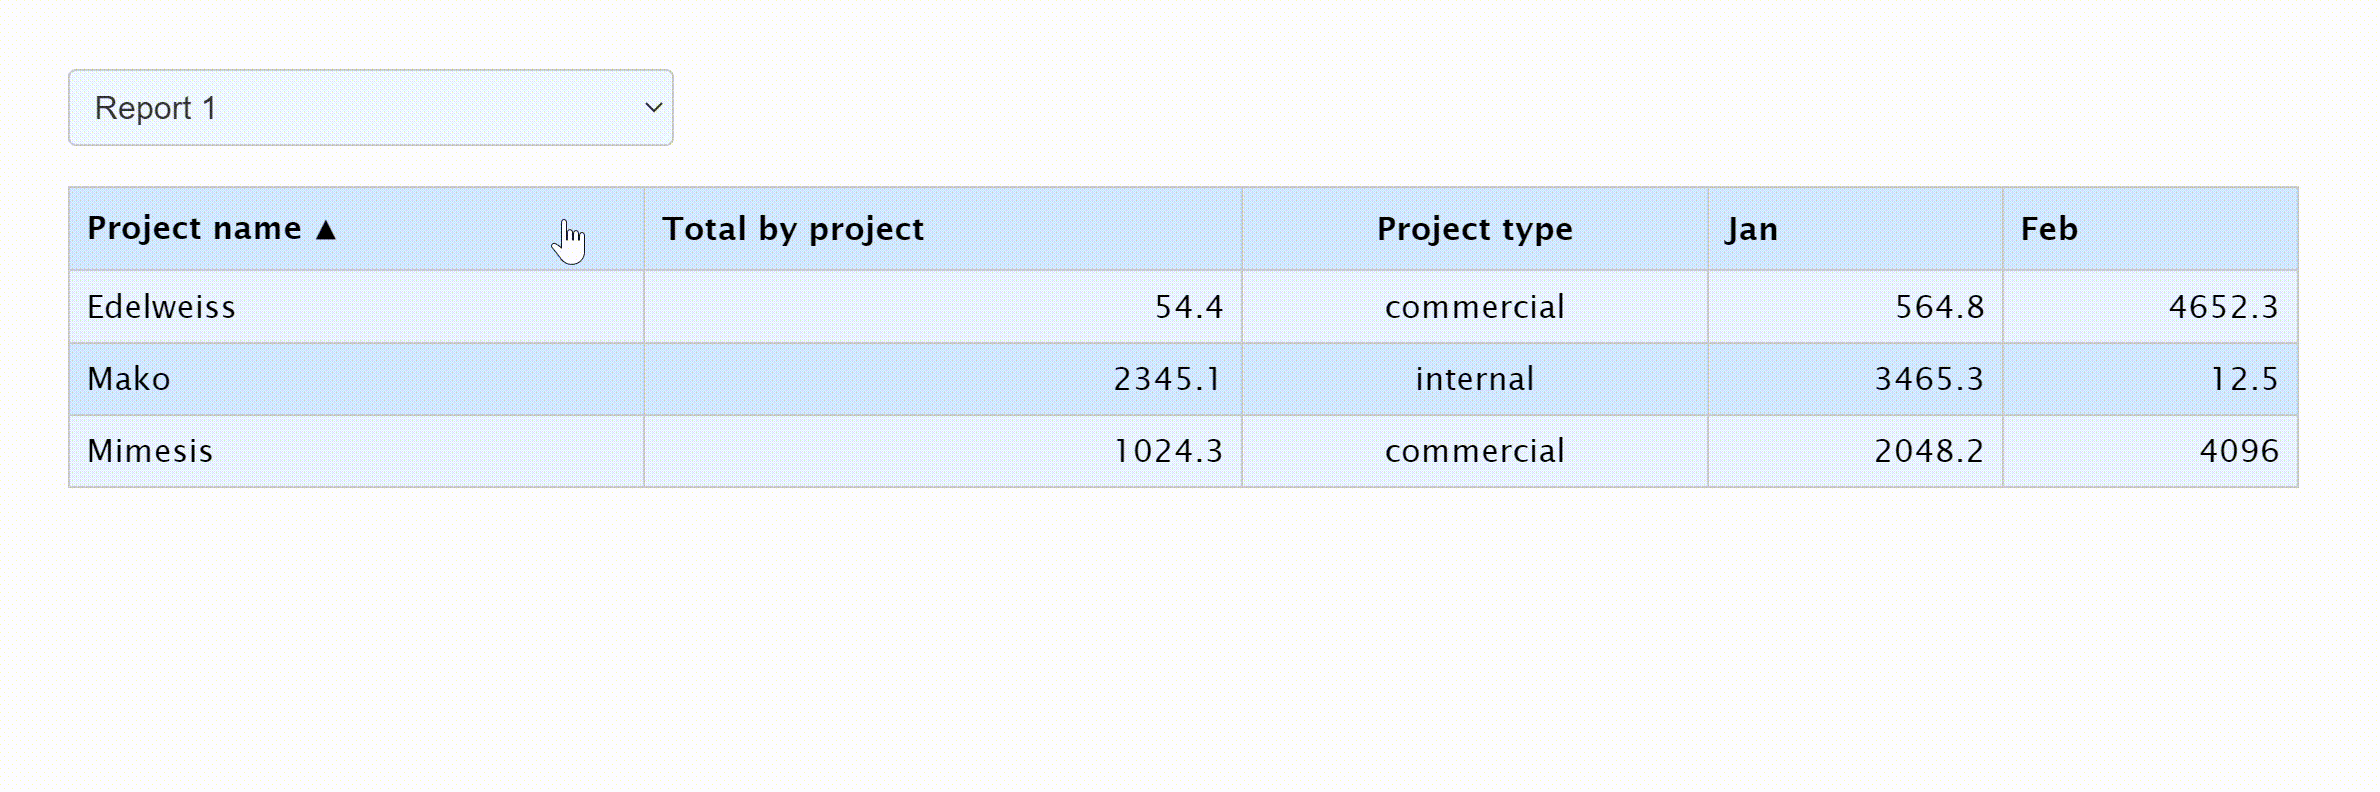 Report 1
Project name ▲ Total by project Project type Jan Feb
Edelweiss 54.4 commercial 564.8 4652.3
Mako 2345.1 internal 3465.3 12.5
Mimesis 1024.3 commercial 2048.2 4096